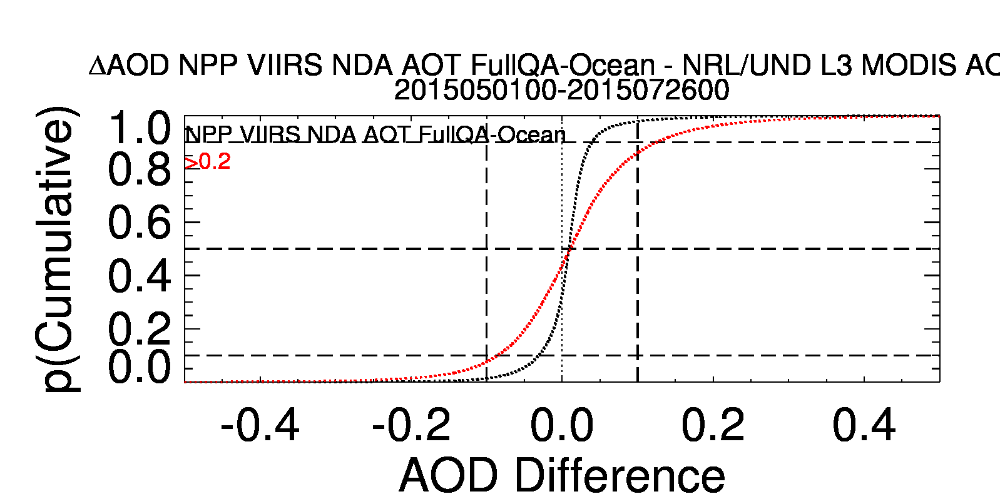 ΔAOD NPP VIIRS NDA AOT FullQA-Ocean - NRL/UND L3 MODIS
2015050100-2015072600
p(Cumulative)
1.0
NPP VIIRS NDA AOT FullQA-Ocean
>0.2
0.8
0.6
0.4
0.2
0.0
-0.4 -0.2 0.0 0.2 0.4
AOD Difference